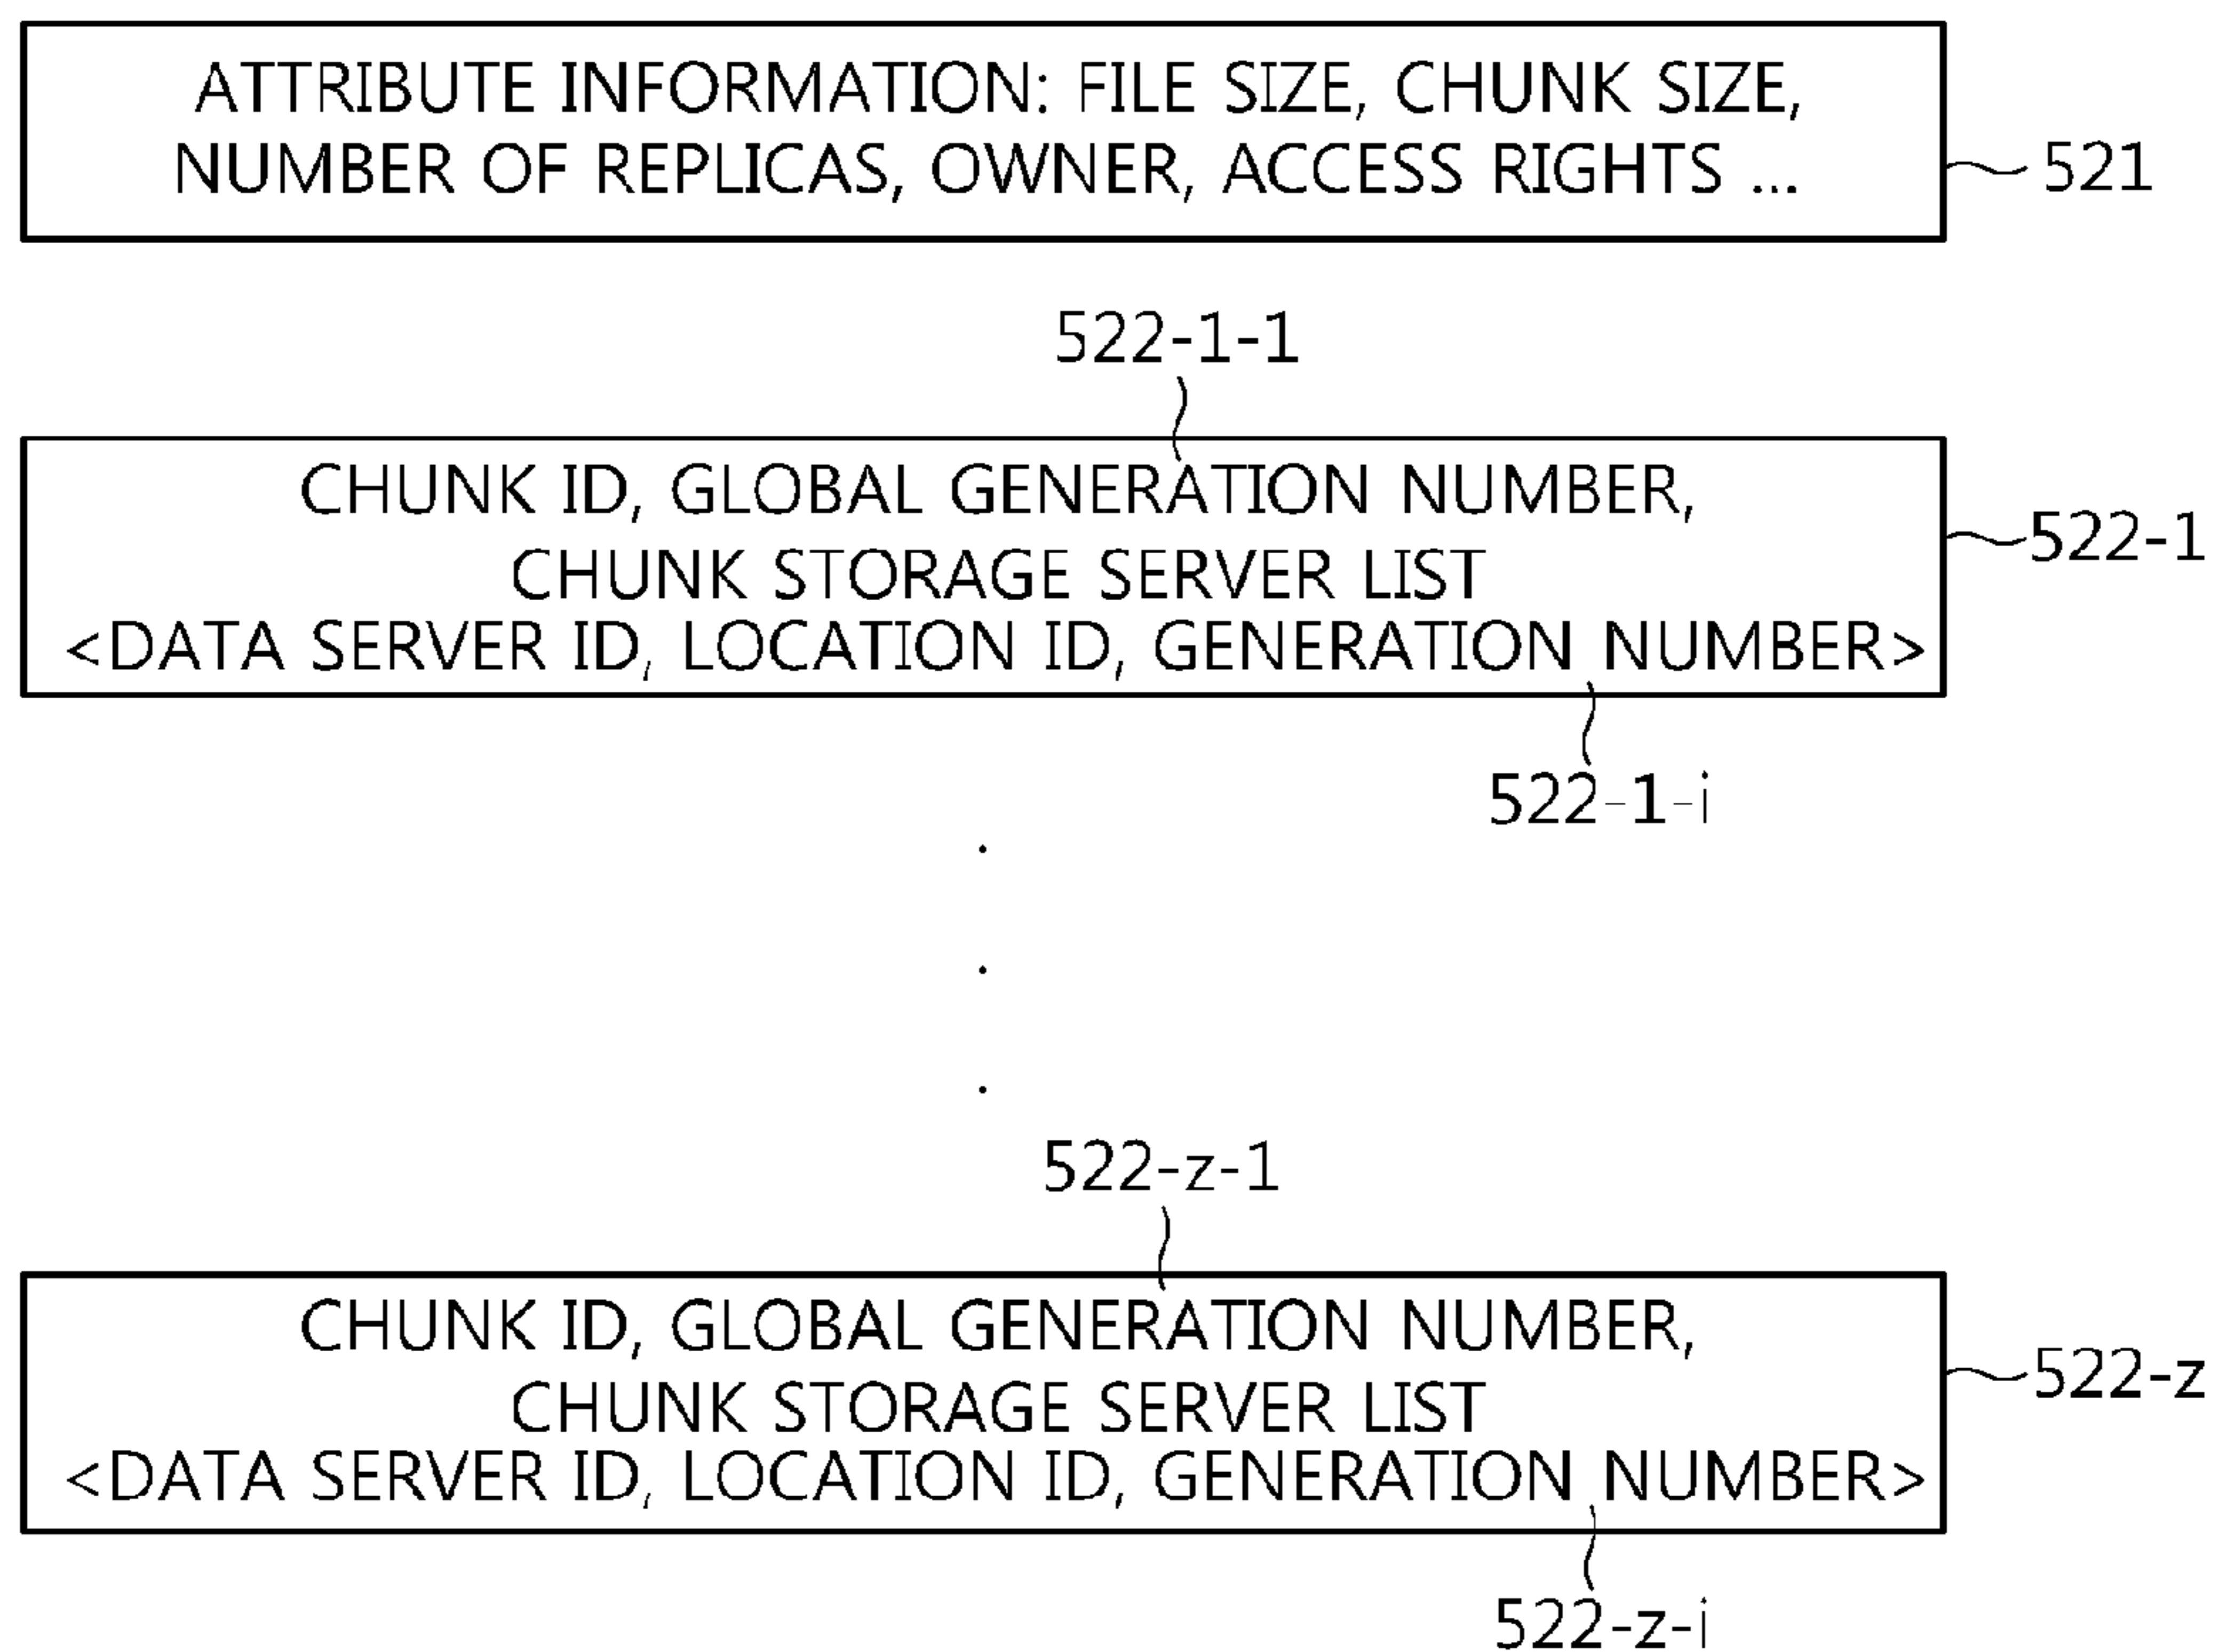 ATTRIBUTE INFORMATION: FILE SIZE, CHUNK SIZE,
NUMBER OF REPLICAS, OWNER, ACCESS RIGHTS ...
521
522-1-1
CHUNK ID, GLOBAL GENERATION NUMBER,
CHUNK STORAGE SERVER LIST
<DATA SERVER ID, LOCATION ID, GENERATION NUMBER>
522-1
522-1-i
522-z-1
CHUNK ID, GLOBAL GENERATION NUMBER,
CHUNK STORAGE SERVER LIST
<DATA SERVER ID, LOCATION ID, GENERATION NUMBER>
522-z
522-z-i